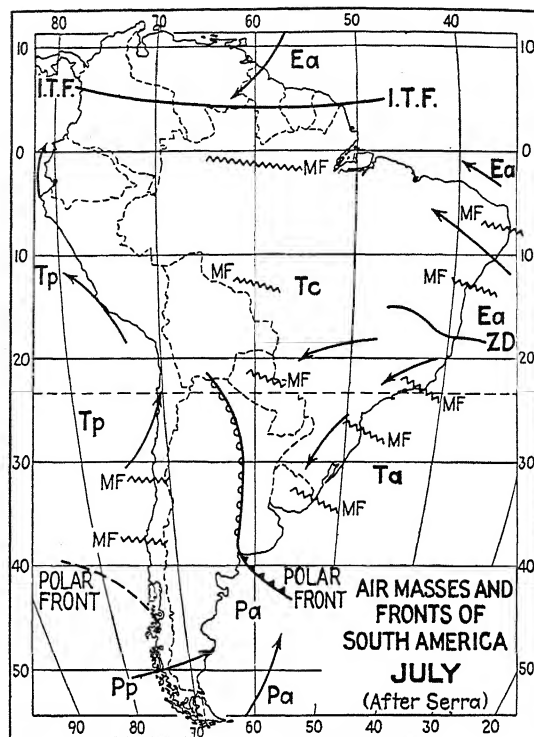 80
70
60
50
40
30
10
10
Ea
I.T.F.
I.T.F.
0
0
MF
Ea
MF
10
10
Tp
MF
Tc
MF
Ea
ZD
20
20
MF
MF
Tp
MF
30
30
MF
MF
Ta
MF
40
40
POLAR
FRONT
POLAR
FRONT
Pa
AIR MASSES AND
FRONTS OF
SOUTH AMERICA
JULY
(After Serra)
50
50
Pp
Pa
90
80
70
60
50
40
30
20